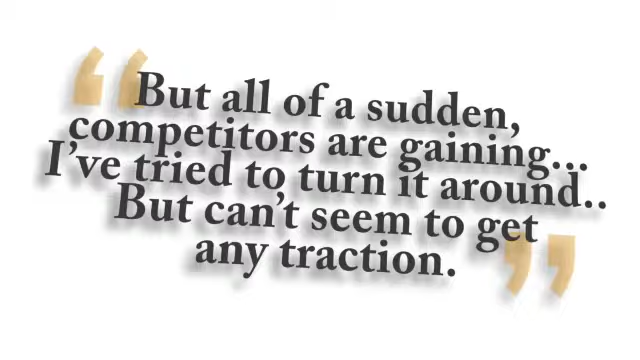 “But all of a sudden,
competitors are gaining...
I’ve tried to turn it around..
But can’t seem to get
any traction.”